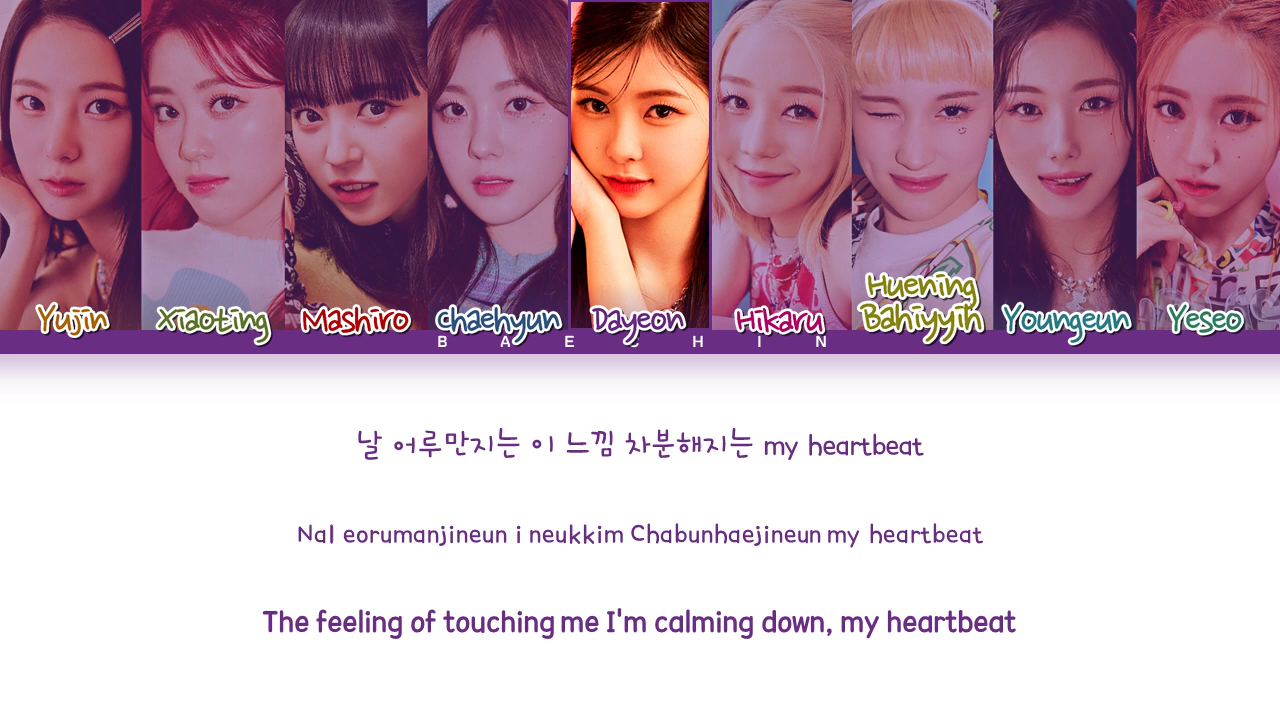 Yujin Xiaoting Mashiro Chaehyun Dayeon Hikaru Huening Bahiyyih Youngeun Yeseo
B A E C H I N
날 어루만지는 이 느낌 차분해지는 my heartbeat
Nal eorumanjineun i neukkim Chabunhaejineun my heartbeat
The feeling of touching me I'm calming down, my heartbeat